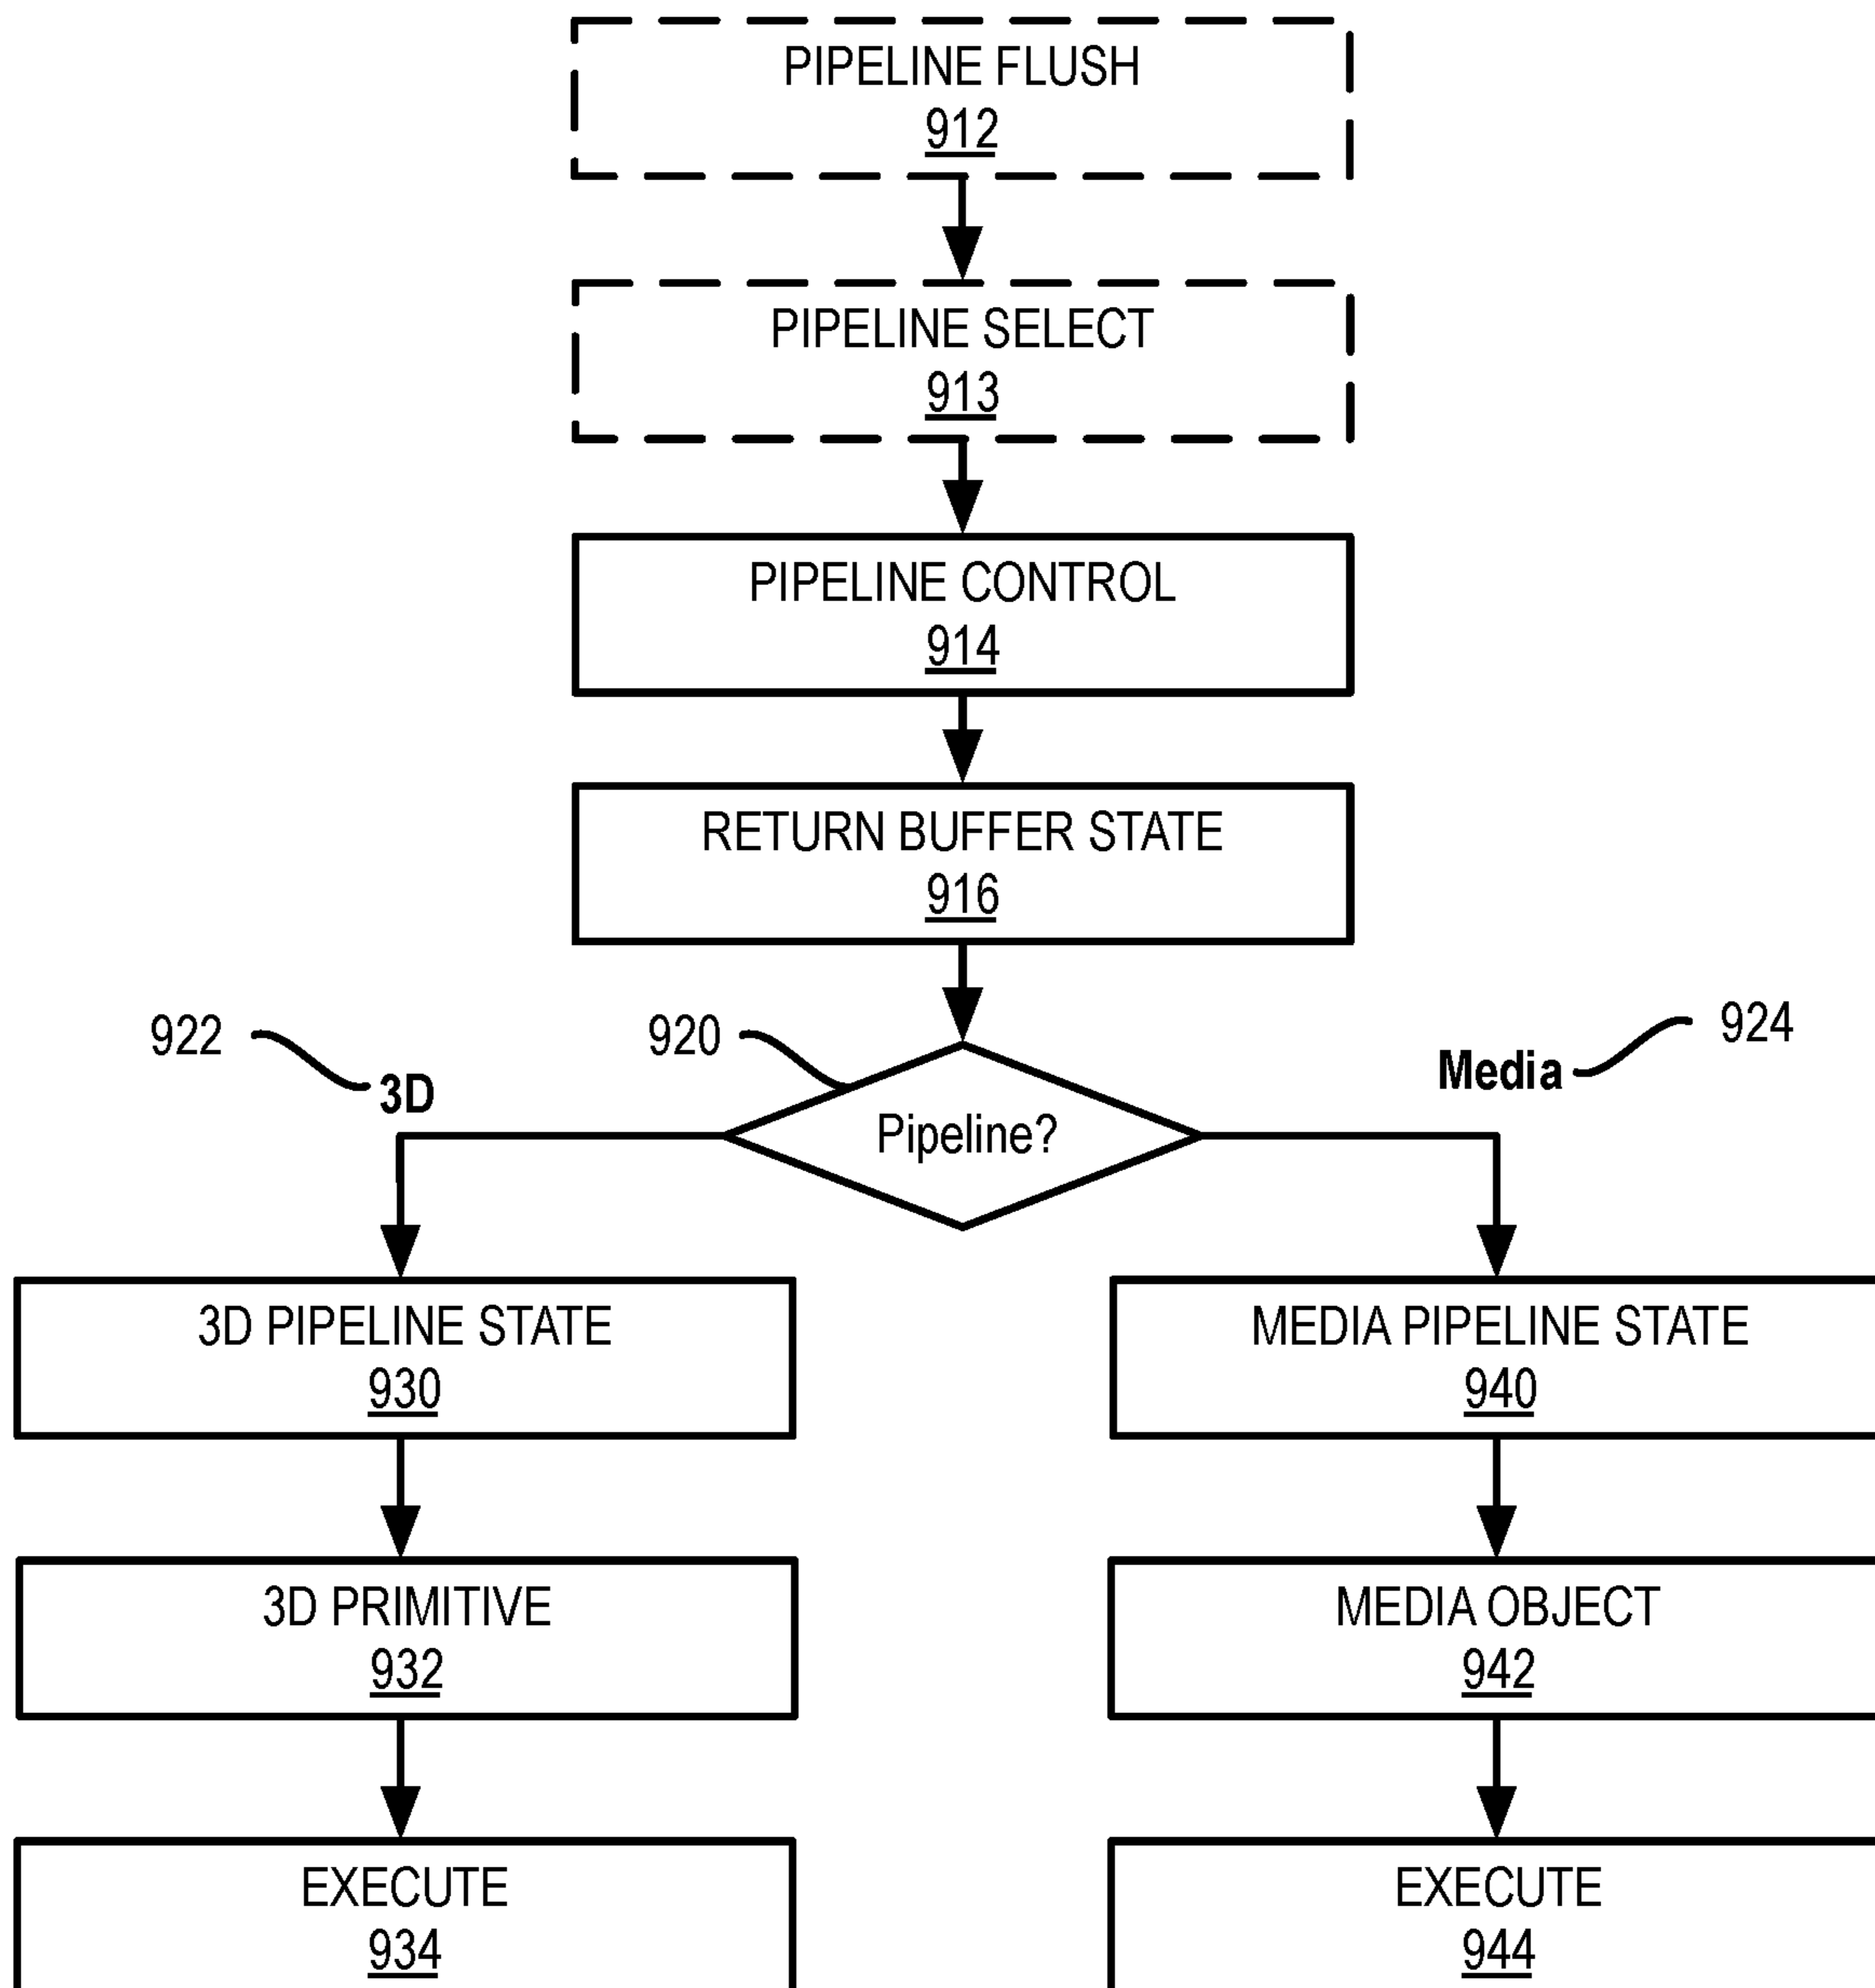 PIPELINE FLUSH
912
PIPELINE SELECT
913
PIPELINE CONTROL
914
RETURN BUFFER STATE
916
922
3D
920
Pipeline?
Media
924
3D PIPELINE STATE
930
MEDIA PIPELINE STATE
940
3D PRIMITIVE
932
MEDIA OBJECT
942
EXECUTE
934
EXECUTE
944